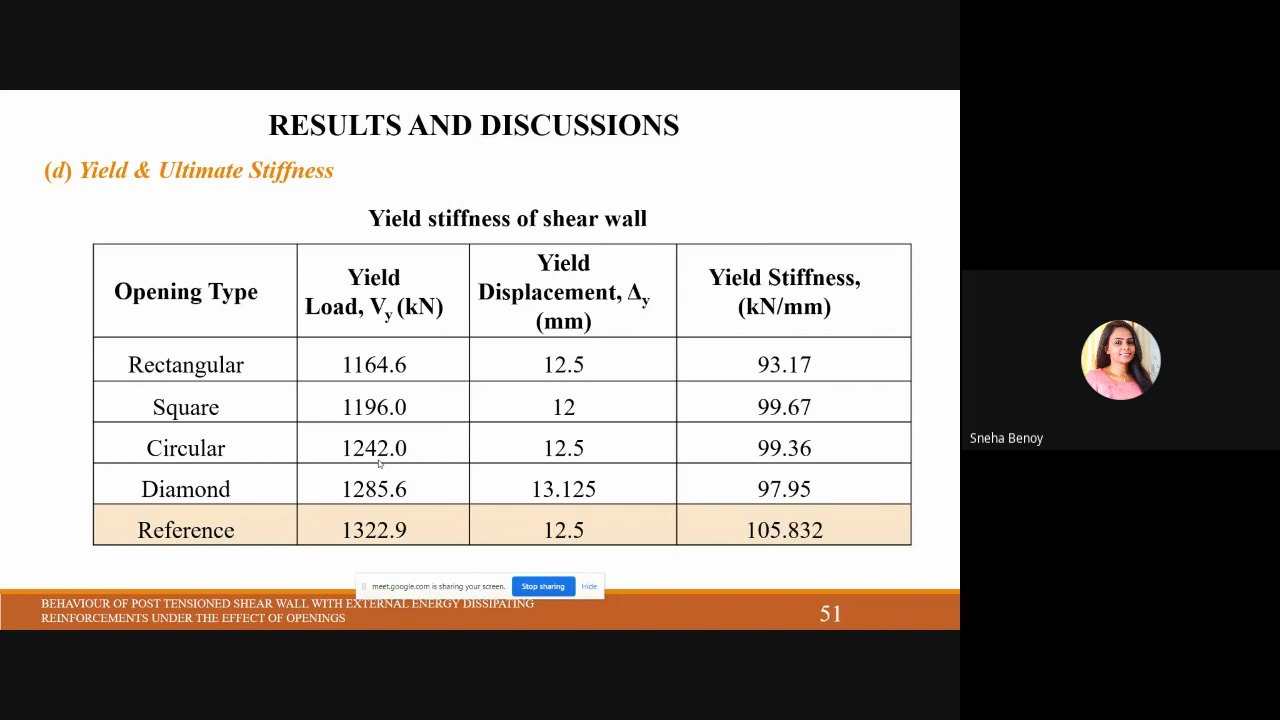 RESULTS AND DISCUSSIONS
(d) Yield & Ultimate Stiffness
Yield stiffness of shear wall
Opening Type
Yield
Load, Vy (kN)
Yield
Displacement, Δy
(mm)
Yield Stiffness,
(kN/mm)
Rectangular 1164.6 12.5 93.17
Square 1196.0 12 99.67
Circular 1242.0 12.5 99.36
Diamond 1285.6 13.125 97.95
Reference 1322.9 12.5 105.832
meet.google.com is sharing your screen. Stop sharing Hide
BEHAVIOUR OF POST TENSIONED SHEAR WALL WITH EXTERNAL ENERGY DISSIPATING
REINFORCEMENTS UNDER THE EFFECT OF OPENINGS
51
Sneha Benoy